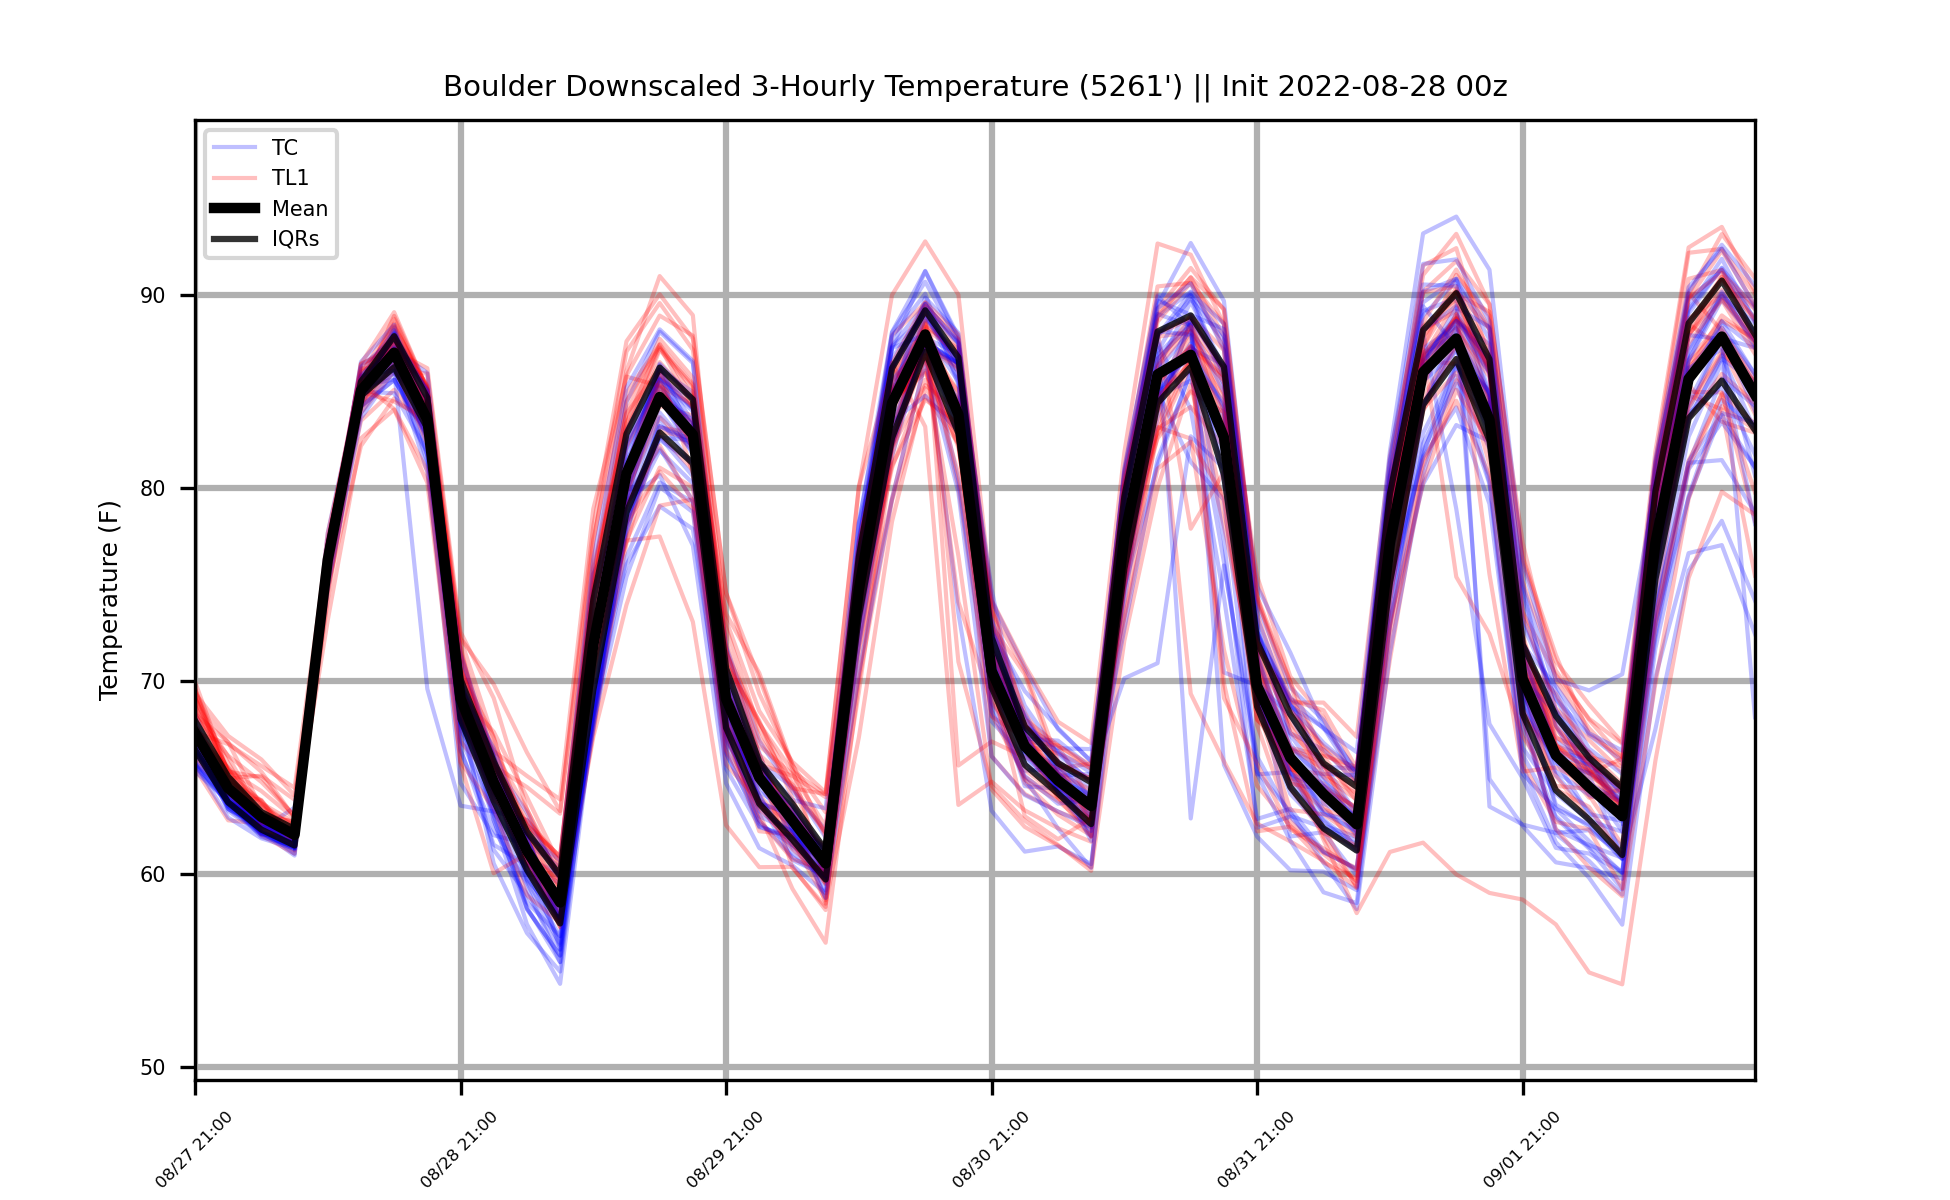 Boulder Downscaled 3-Hourly Temperature (5261') || Init 2022-08-28 00z
TC
TL1
Mean
IQRs
Temperature (F)
90
80
70
60
50
08/27 21:00
08/28 21:00
08/29 21:00
08/30 21:00
08/31 21:00
09/01 21:00